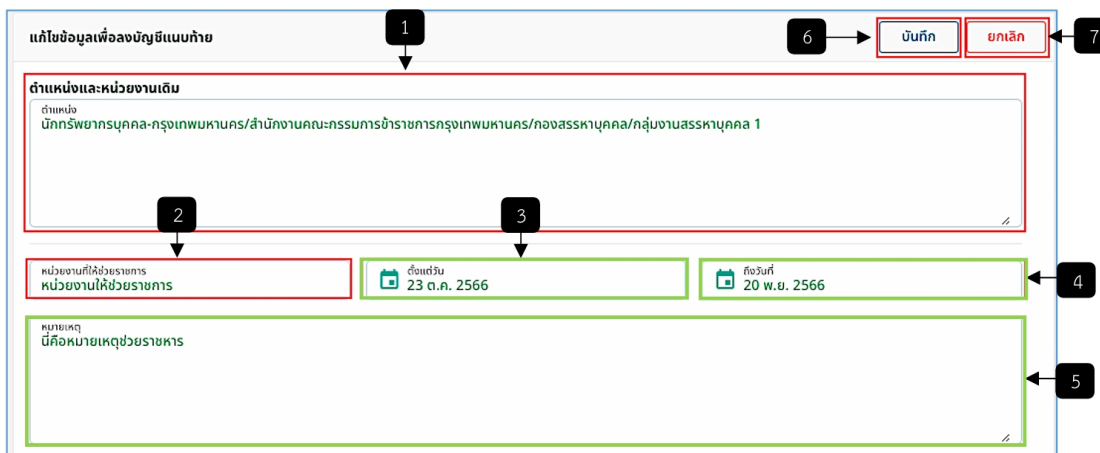 1
6
7
แก้ไขข้อมูลเพื่อลงบัญชีแนบท้าย
บันทึก
ยกเลิก
ตำแหน่งและหน่วยงานเดิม
ตำแหน่ง
นักทรัพยากรบุคคล-กรุงเทพมหานคร/สำนักงานคณะกรรมการข้าราชการกรุงเทพมหานคร/กองสรรหาบุคคล/กลุ่มงานสรรหาบุคคล 1
2
3
หน่วยงานที่ให้ช่วยราชการ
หน่วยงานให้ช่วยราชการ
ตั้งแต่วัน
23 ต.ค. 2566
ถึงวันที่
20 พ.ย. 2566
4
หมายเหตุ
นี่คือหมายเหตุช่วยราชหาร
5